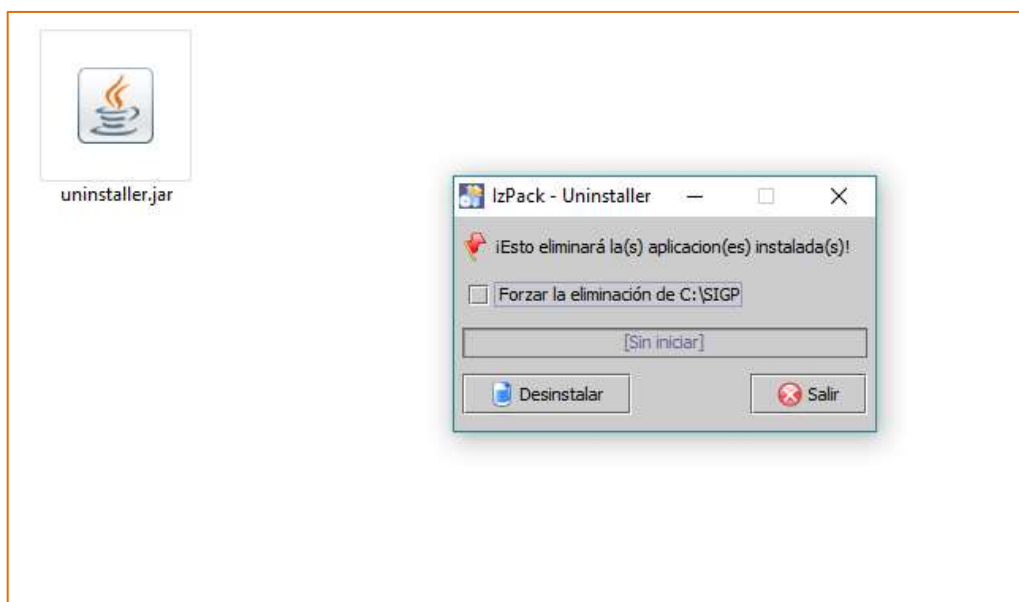 uninstaller.jar
IzPack - Uninstaller
¡Esto eliminará la(s) aplicacion(es) instalada(s)!
Forzar la eliminación de C:\SIGP
[Sin iniciar]
Desinstalar
Salir